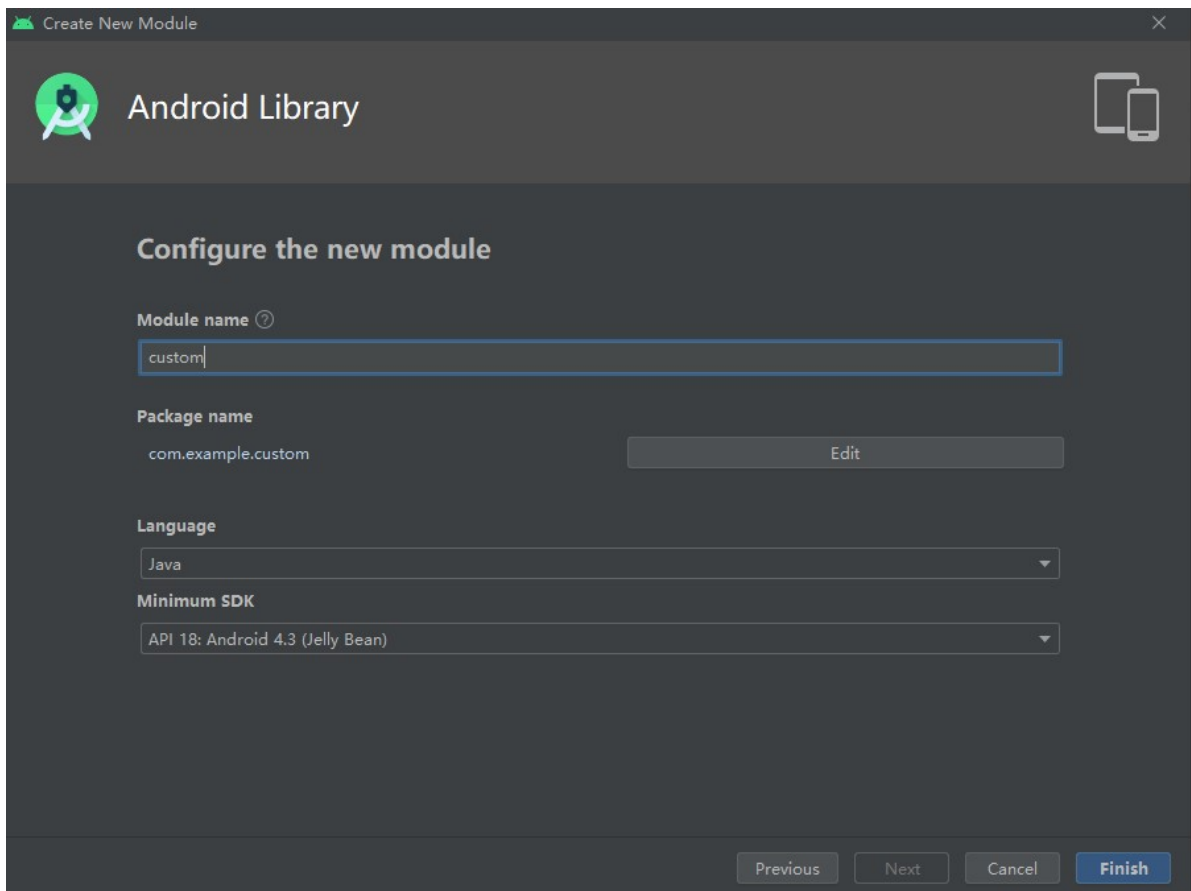 Create New Module
Android Library
Configure the new module
Module name
custom
Package name
com.example.custom
Edit
Language
Java
Minimum SDK
API 18: Android 4.3 (Jelly Bean)
Previous Next Cancel Finish